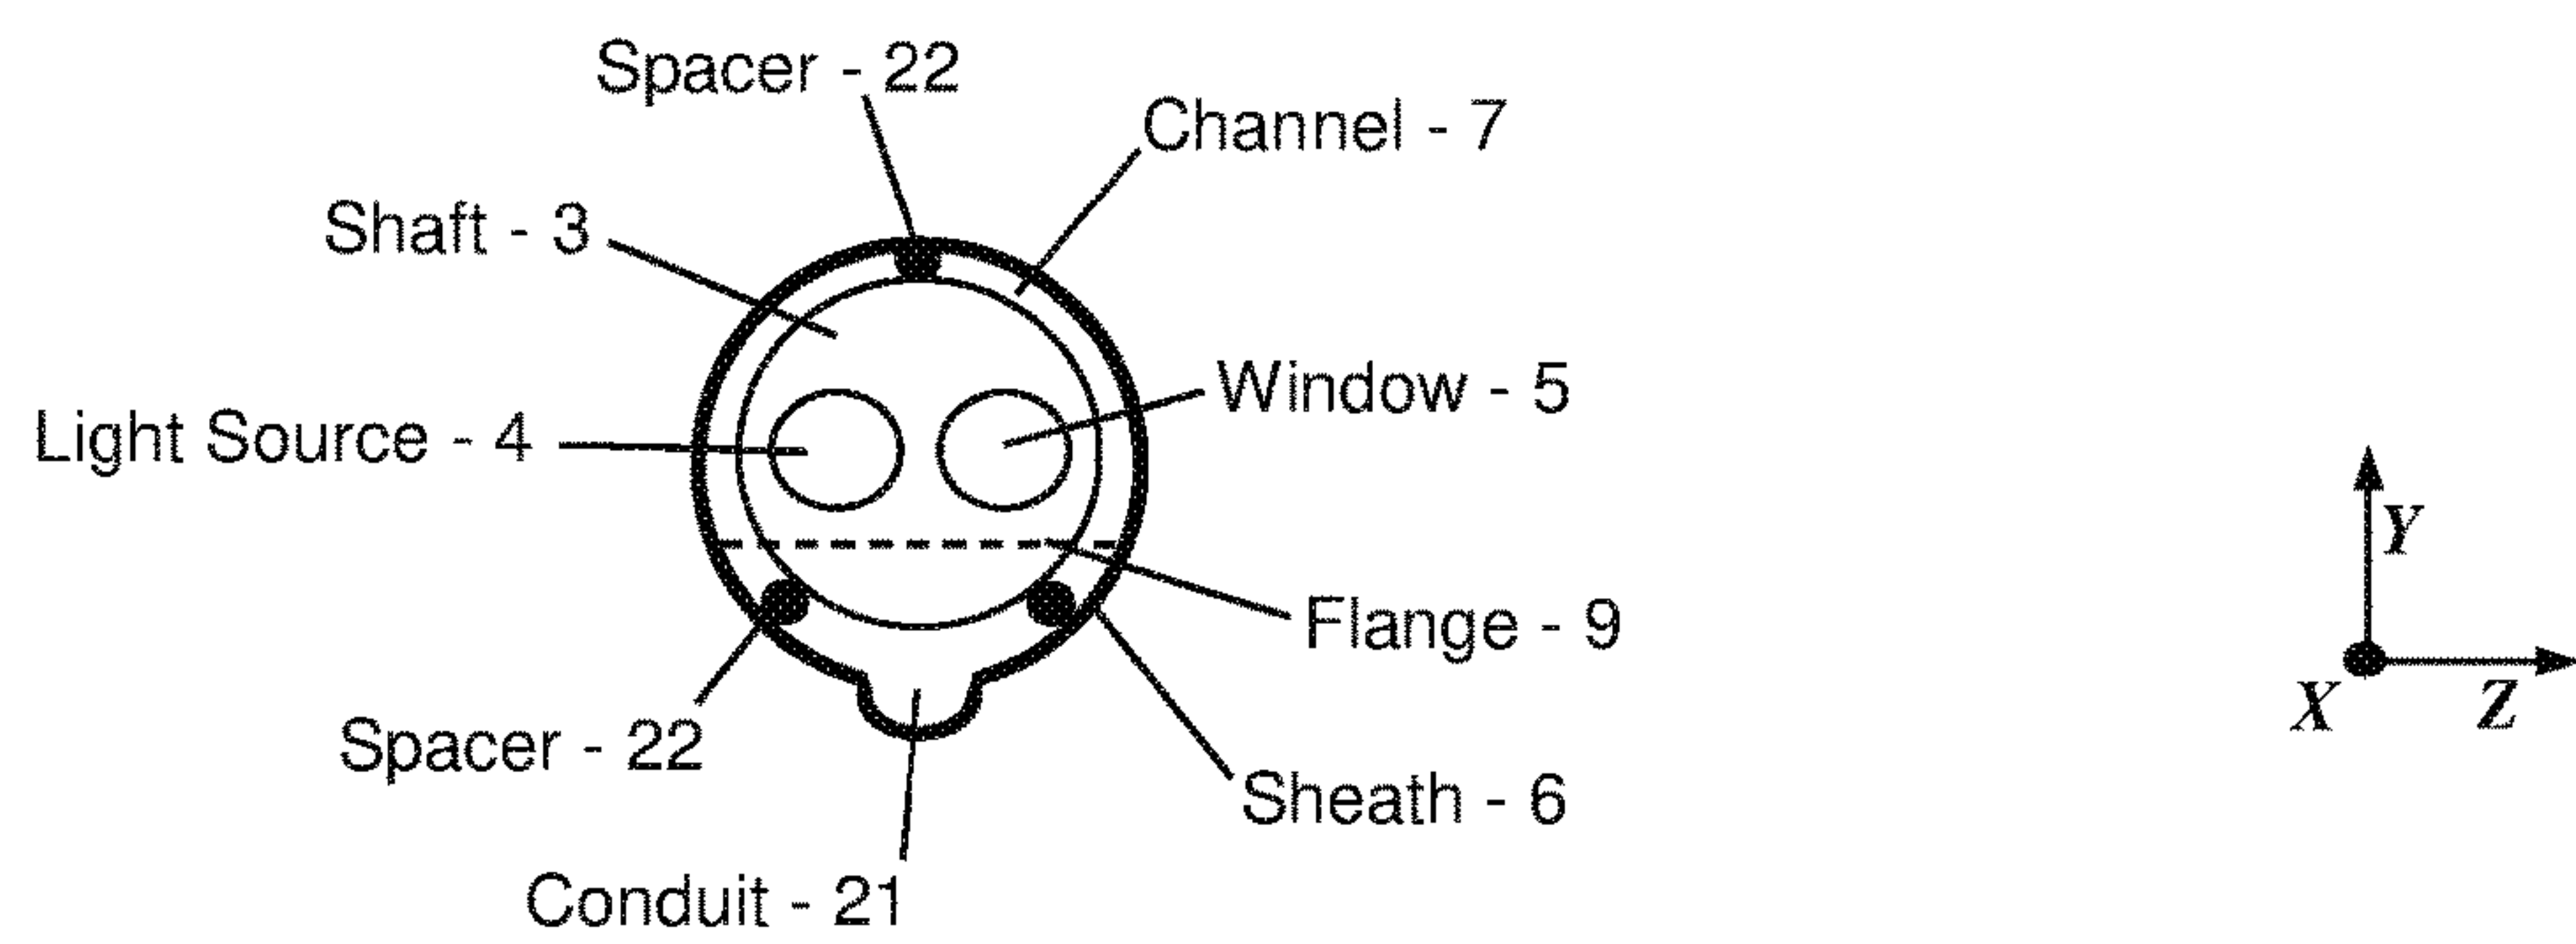 Spacer - 22
Channel - 7
Shaft - 3
Window - 5
Light Source - 4
Y
Flange - 9
X
Z
Spacer - 22
Sheath - 6
Conduit - 21